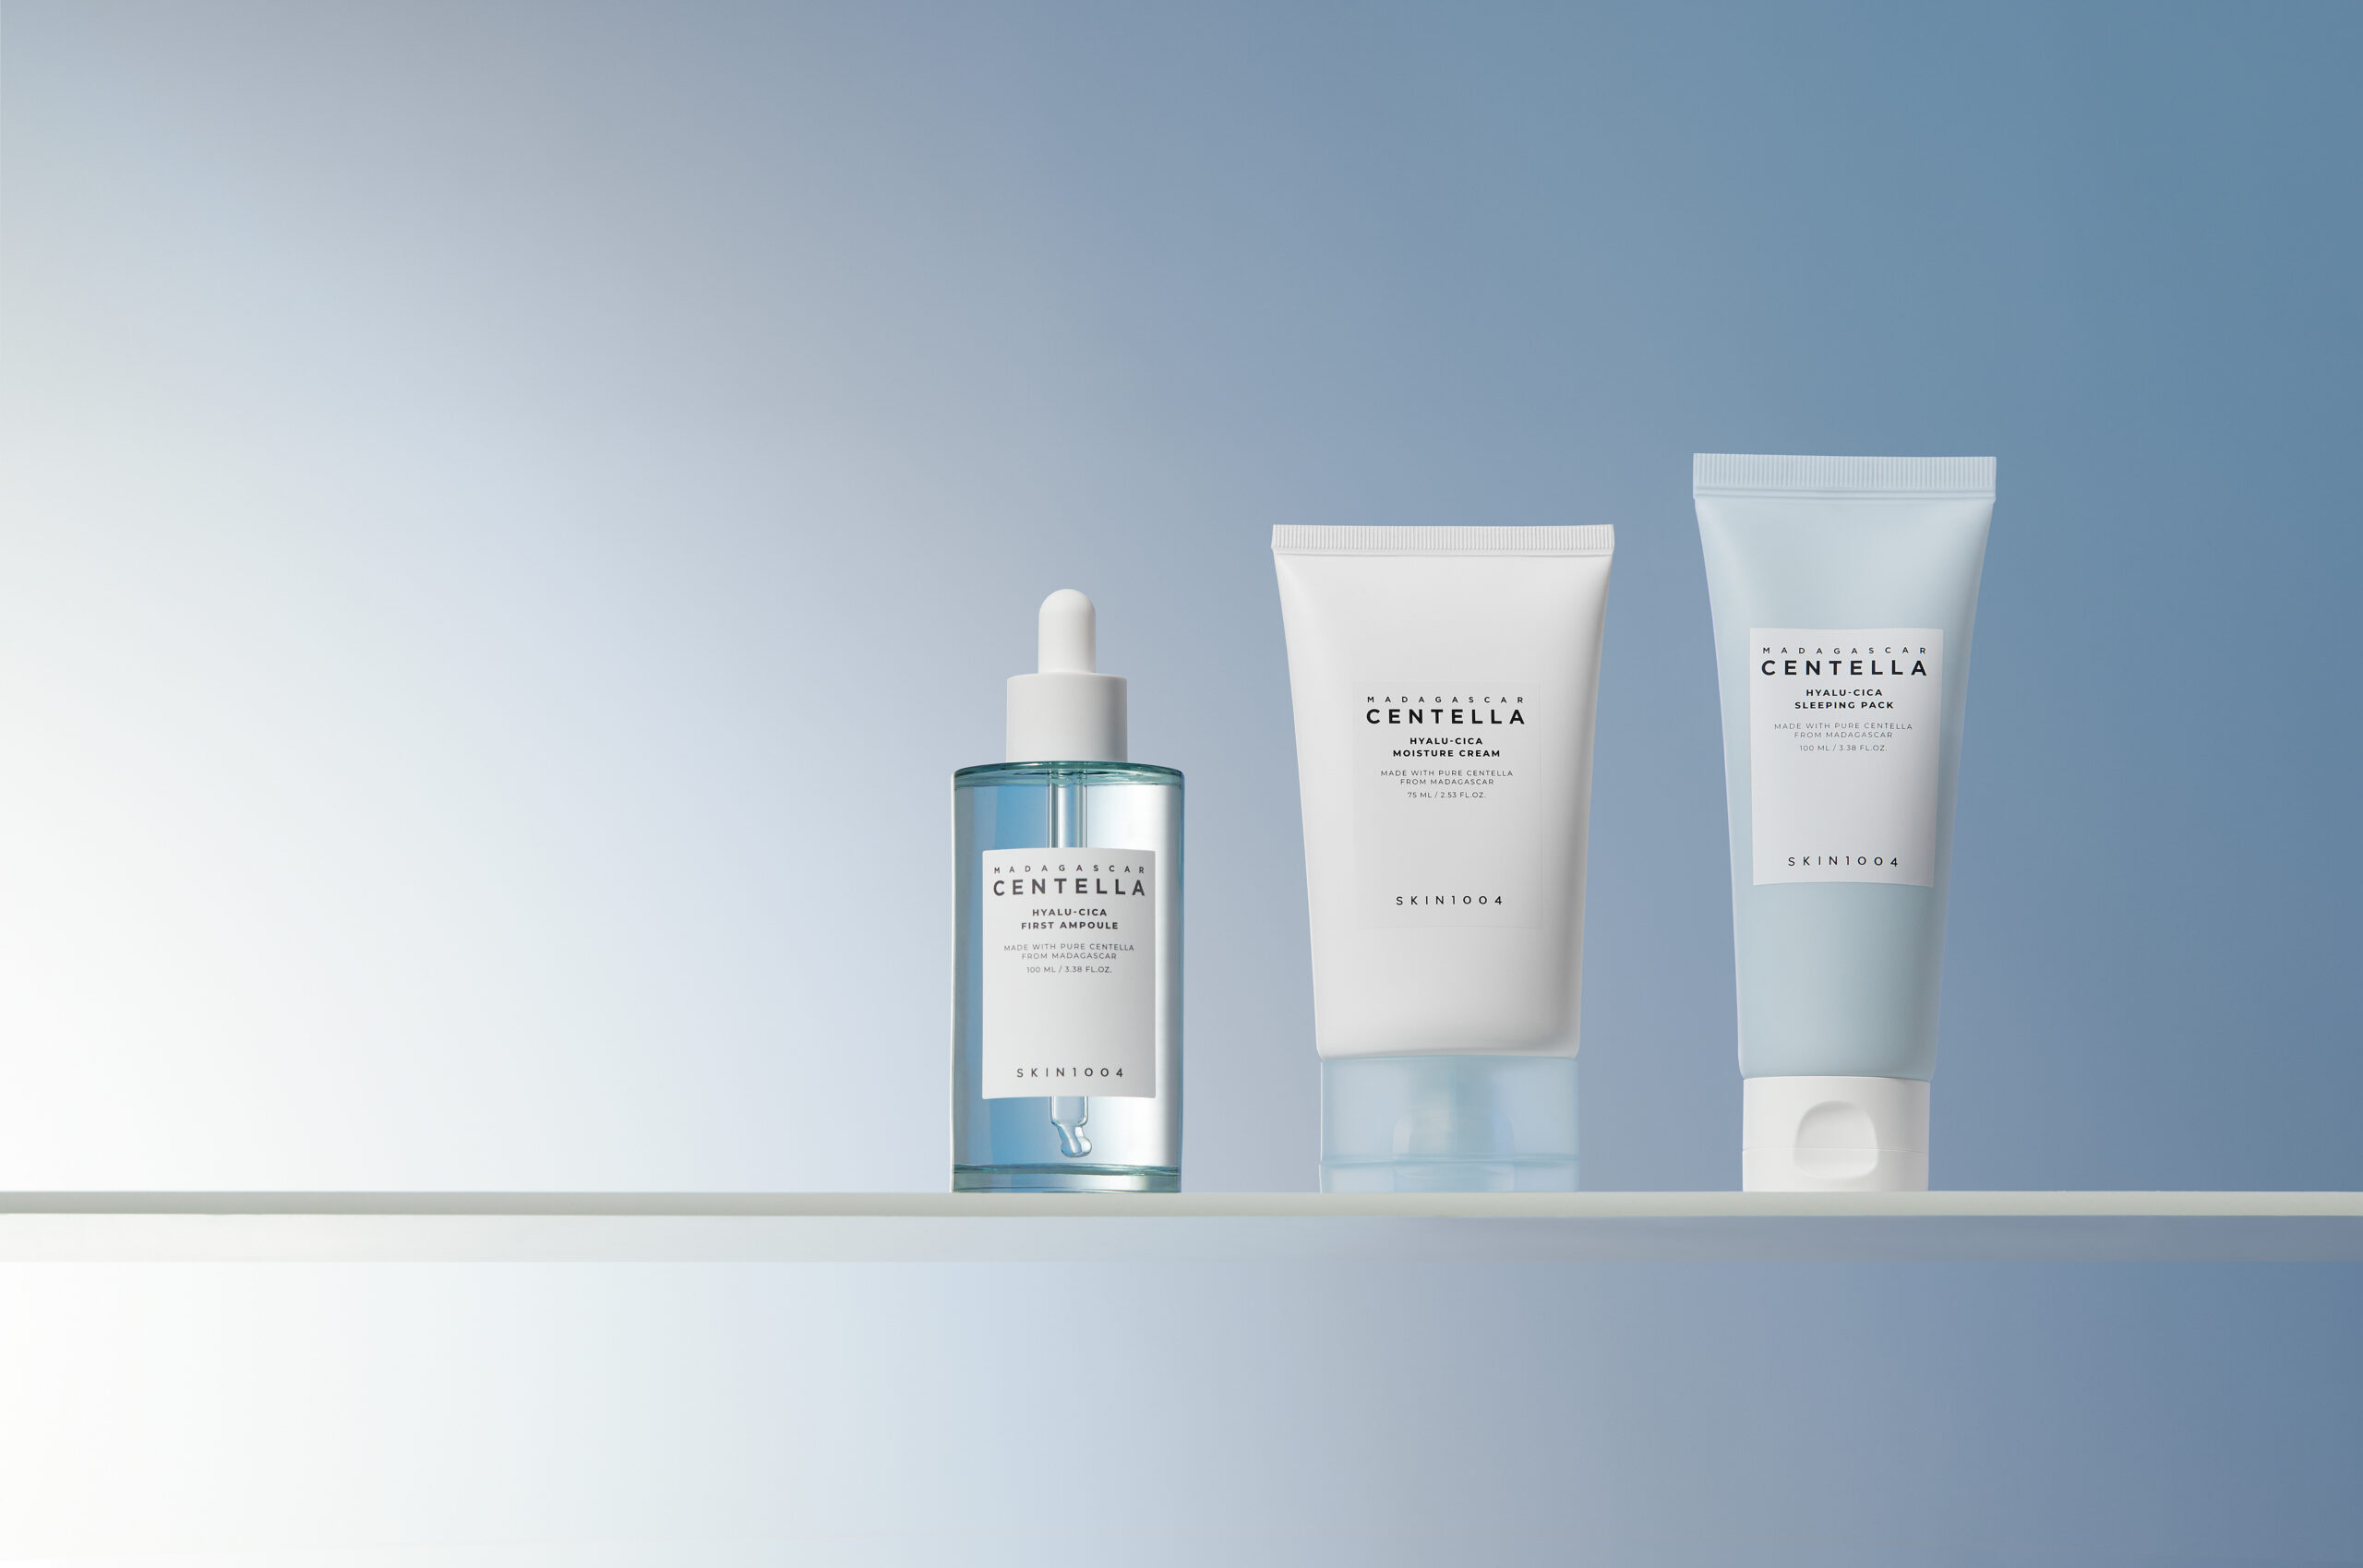 MADAGASCAR
CENTELLA
HYALU-CICA
FIRST AMPOULE
MADE WITH PURE CENTELLA
FROM MADAGASCAR
100 ML / 3.38 FL.OZ.
SKIN1004
MADAGASCAR
CENTELLA
HYALU-CICA
MOISTURE CREAM
MADE WITH PURE CENTELLA
FROM MADAGASCAR
75 ML / 2.53 FL.OZ.
SKIN1004
MADAGASCAR
CENTELLA
HYALU-CICA
SLEEPING PACK
MADE WITH PURE CENTELLA
FROM MADAGASCAR
100 ML / 3.38 FL.OZ.
SKIN1004